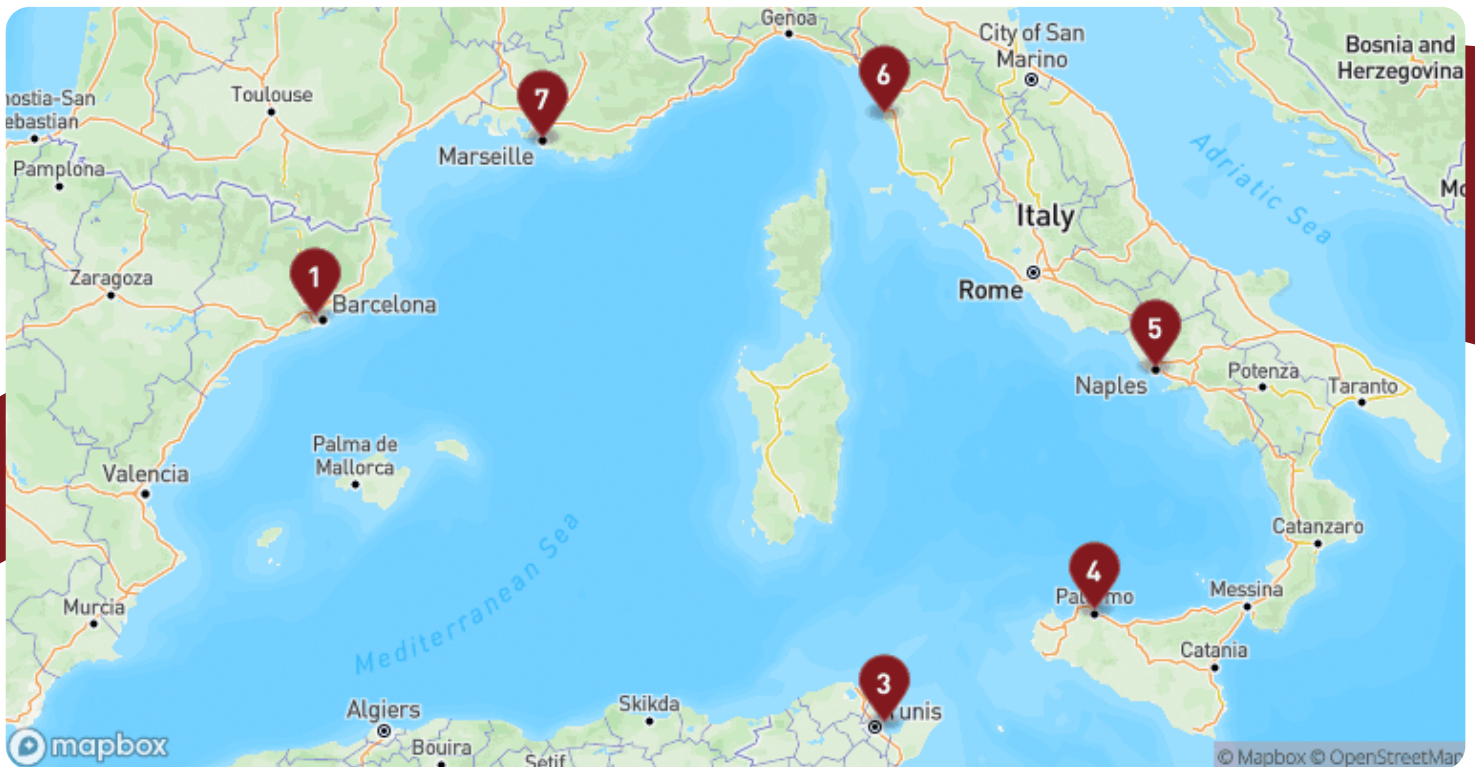 Genoa
City of San
Marino
Bosnia and
Herzegovina
6
Toulouse
7
Marseille
Pamplona
Adriatic Sea
Italy
Zaragoza
1
Barcelona
Rome
5
Naples
Potenza
Taranto
Palma de
Mallorca
Valencia
Mediterranean Sea
Catanzaro
4
Messina
Murcia
Catania
3
Skikda
Algiers
mapbox
Bouira
Setif
© Mapbox © OpenStreetMap